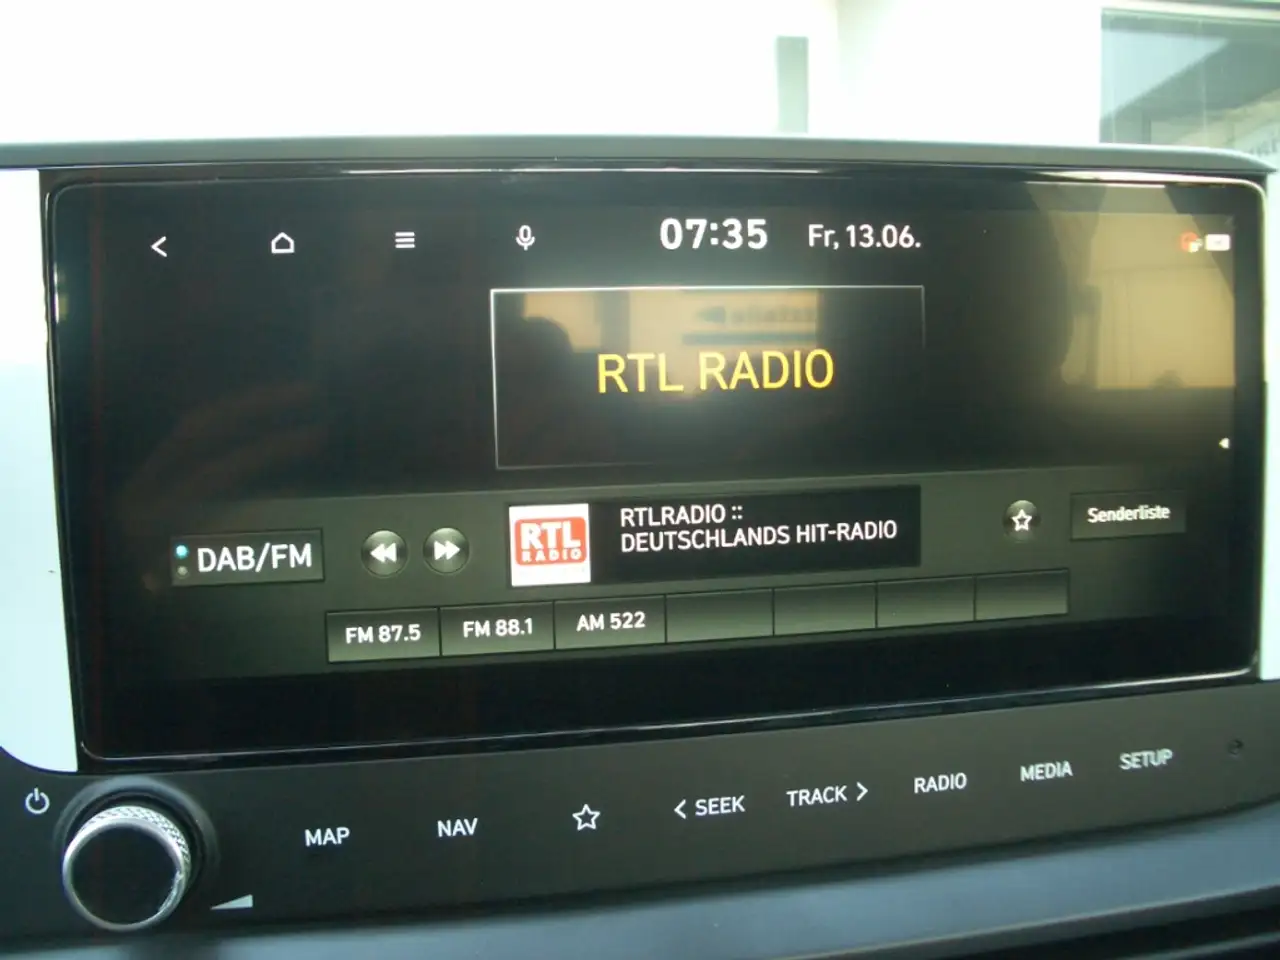 07:35 Fr, 13.06.
RTL RADIO
DAB/FM
RTL
RADIO
RTLRADIO ::
DEUTSCHLANDS HIT-RADIO
Senderliste
FM 87.5 FM 88.1 AM 522
MAP NAV < SEEK TRACK > RADIO MEDIA SETUP